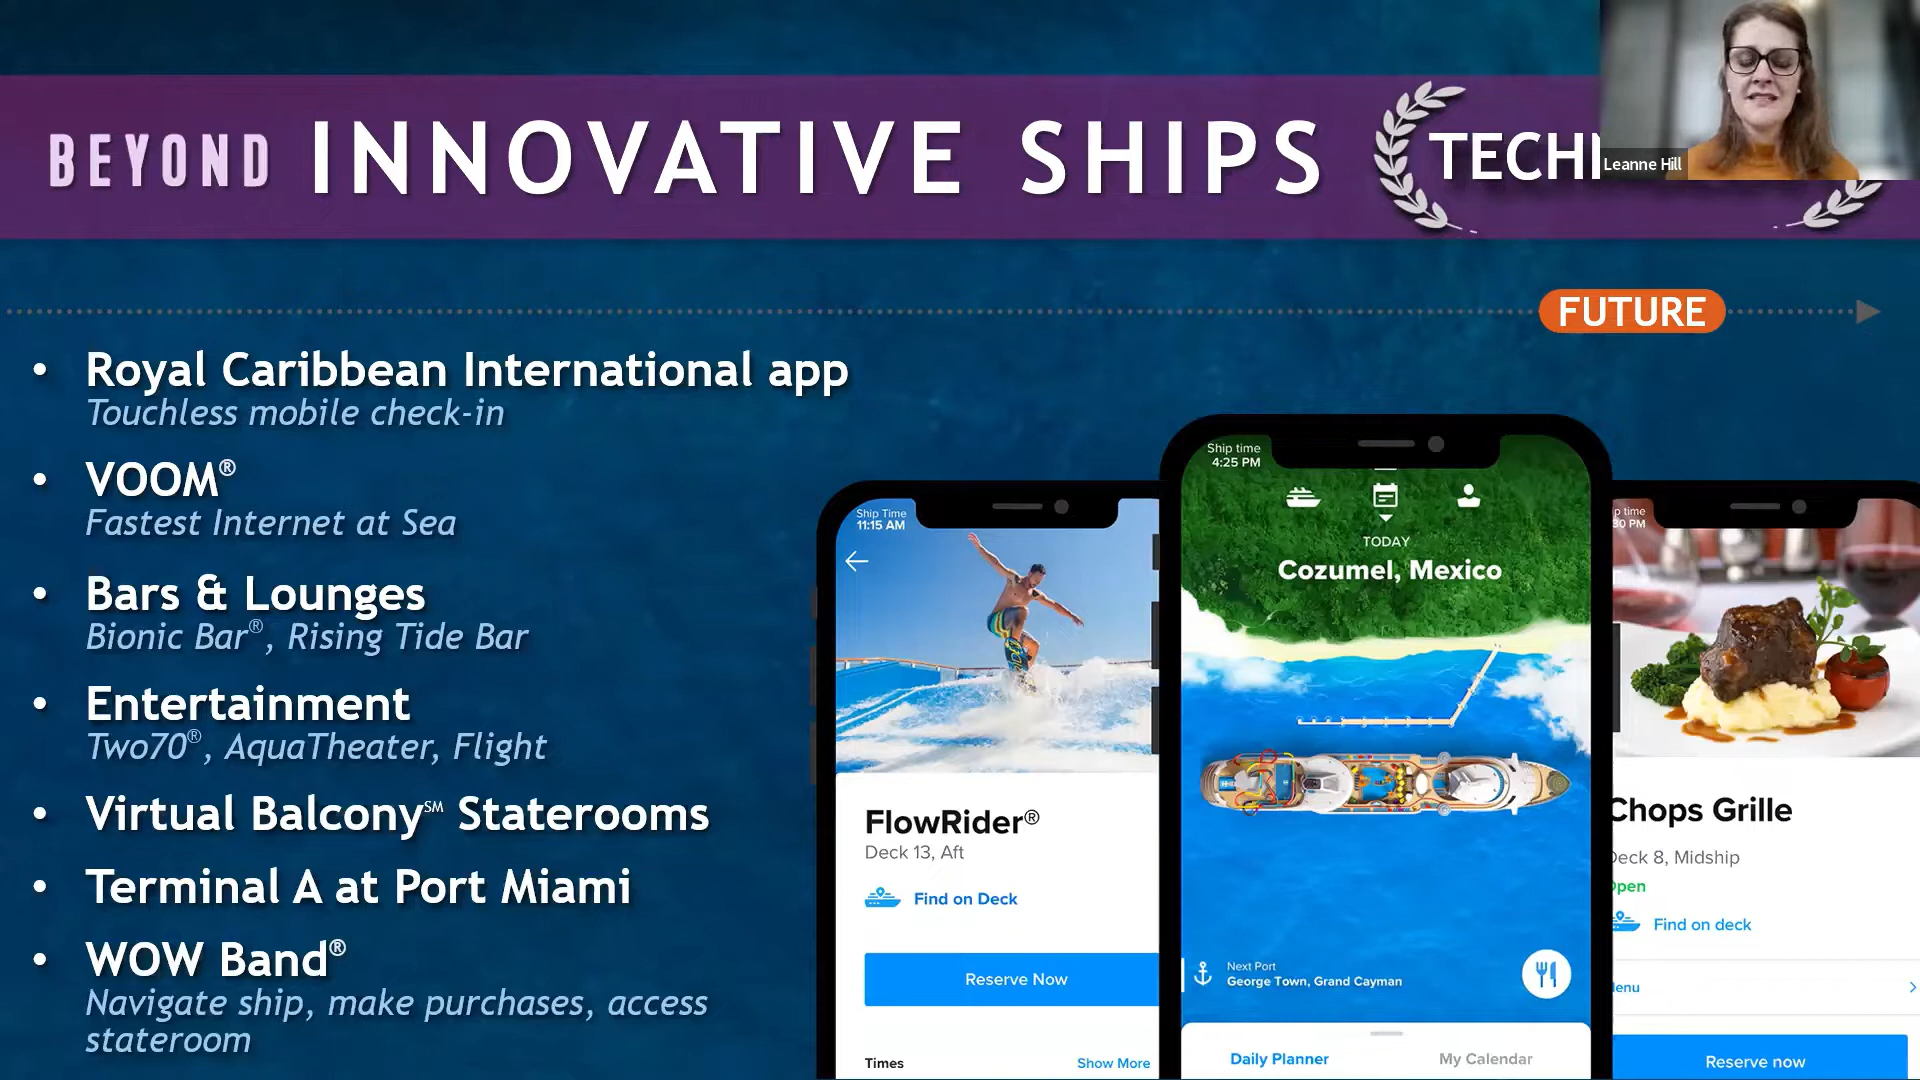 BEYOND INNOVATIVE SHIPS
Leanne Hill
FUTURE
• Royal Caribbean International app
Touchless mobile check-in
• VOOM®
Fastest Internet at Sea
• Bars & Lounges
Bionic Bar®, Rising Tide Bar
• Entertainment
Two70®, AquaTheater, Flight
• Virtual Balcony℠ Staterooms
• Terminal A at Port Miami
• WOW Band®
Navigate ship, make purchases, access
stateroom
Ship Time
11:15 AM
FlowRider®
Deck 13, Aft
Find on Deck
Reserve Now
Times Show More
Ship time
4:25 PM
TODAY
Cozumel, Mexico
Next Port
George Town, Grand Cayman
Daily Planner My Calendar
time
PM
Chops Grille
Deck 8, Midship
Open
Find on deck
Reserve now